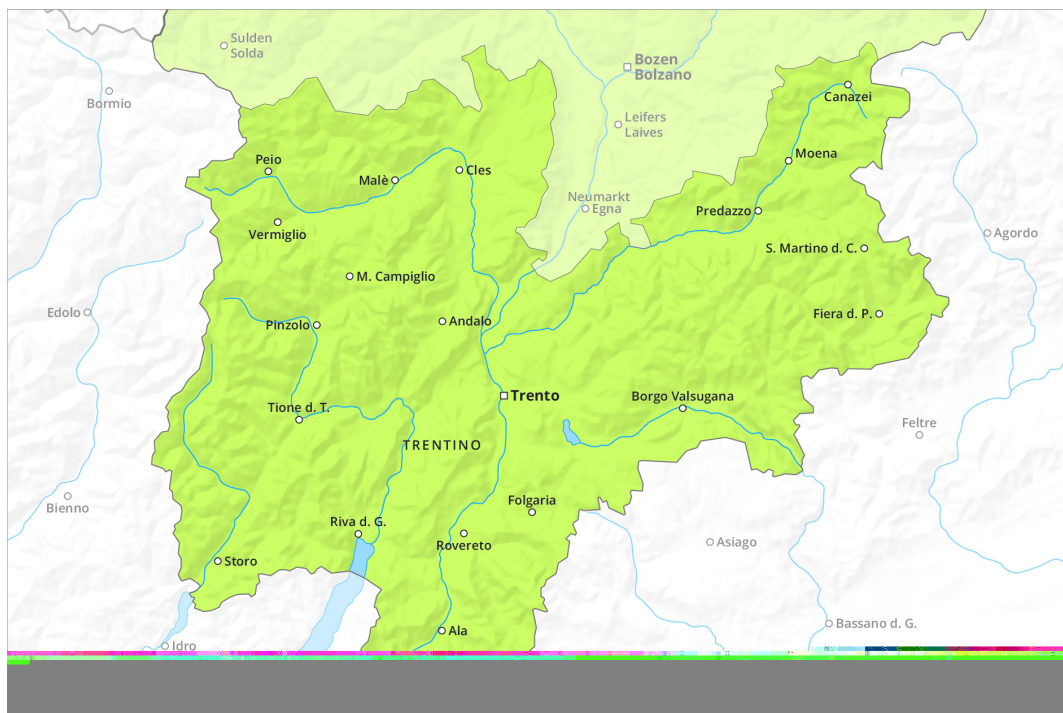 Sulden
Solda
Bozen
Bolzano
Bormio
Canazei
Leifers
Laives
Moena
Peio
Cles
Malè
Neumarkt
Egna
Predazzo
Vermiglio
Agordo
S. Martino d. C.
M. Campiglio
Edolo
Fiera d. P.
Andalo
Pinzolo
Trento
Borgo Valsugana
Tione d. T.
Feltre
TRENTINO
Bienno
Folgaria
Riva d. G.
Asiago
Rovereto
Storo
Bassano d. G.
Ala
Idro